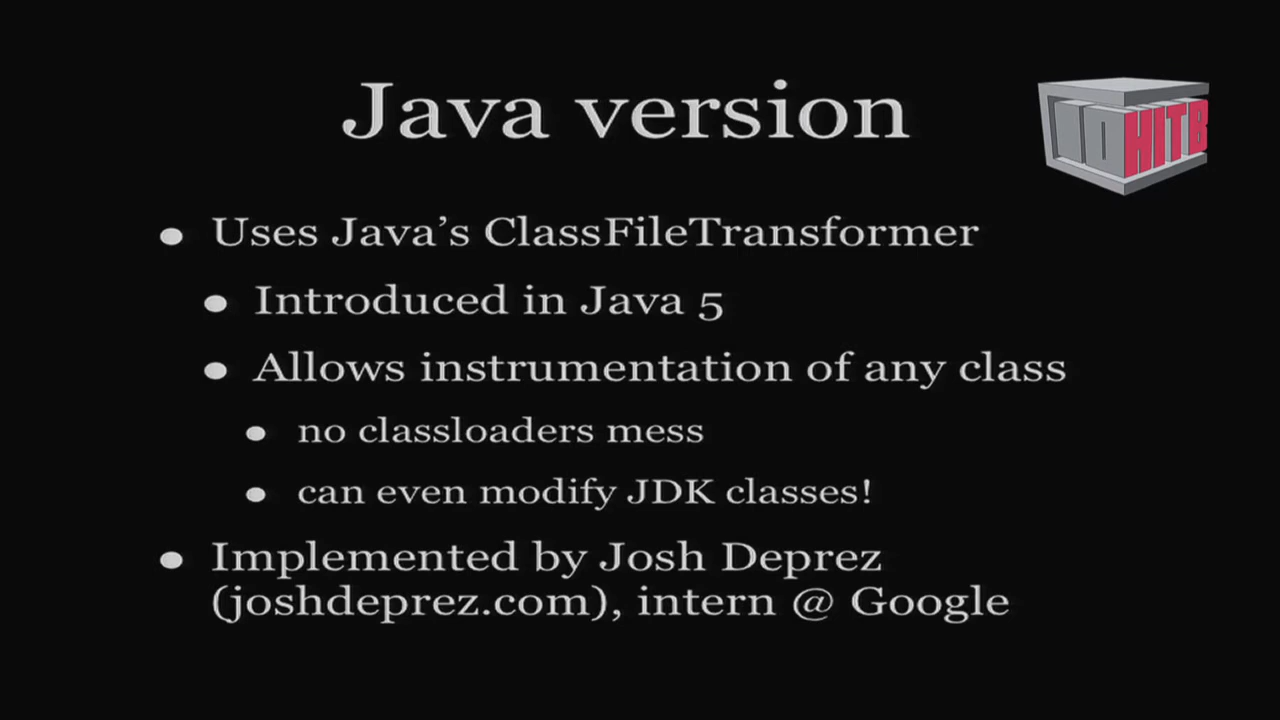 Java version
HITB
• Uses Java's ClassFileTransformer
• Introduced in Java 5
• Allows instrumentation of any class
• no classloaders mess
• can even modify JDK classes!
• Implemented by Josh Deprez
(joshdeprez.com), intern @ Google